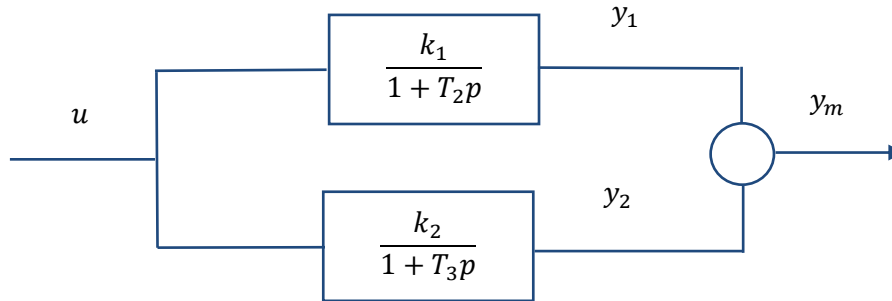 y₁
k₁
1 + T₂p
u
yₘ
y₂
k₂
1 + T₃p